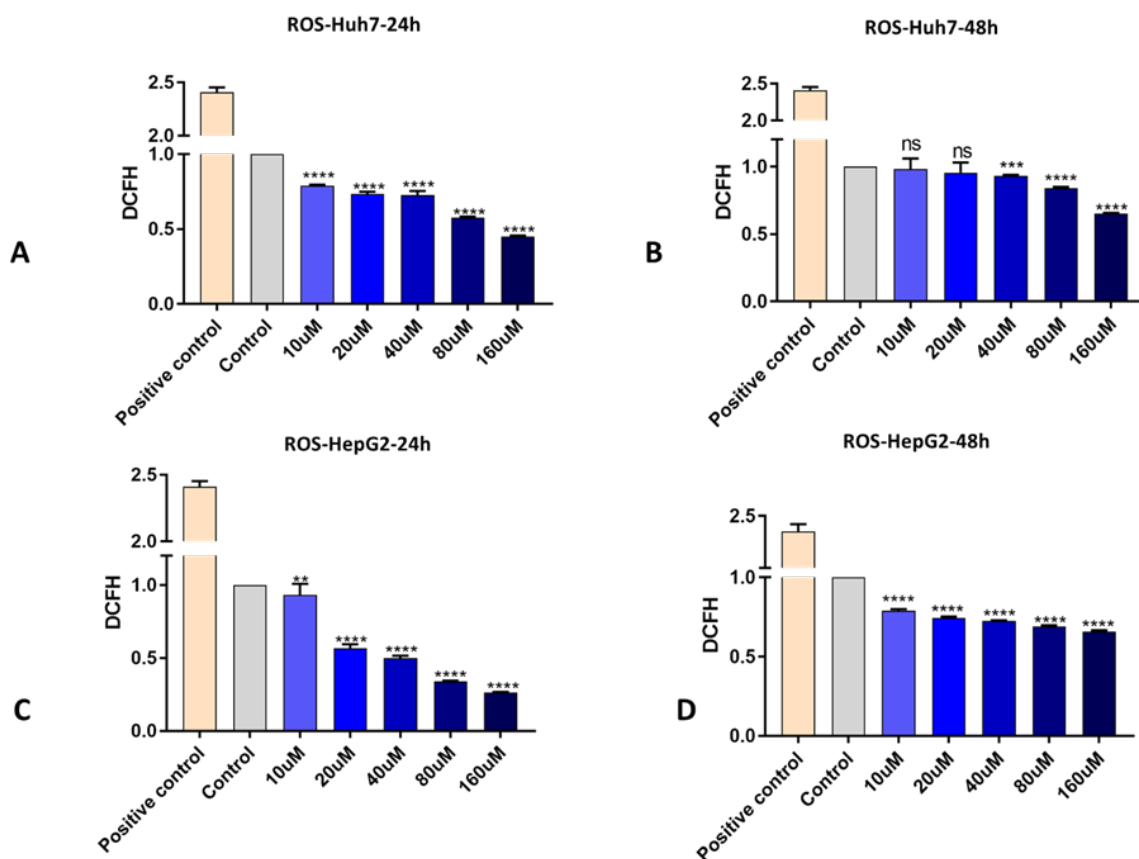 ROS-Huh7-24h
2.5
2.0
1.0
0.5
0.0
DCFH
****
****
****
****
****
Positive control
Control
10uM
20uM
40uM
80uM
160uM
A
ROS-Huh7-48h
2.5
2.0
1.0
0.5
0.0
DCFH
ns
ns
***
****
****
Positive control
Control
10uM
20uM
40uM
80uM
160uM
B
ROS-HepG2-24h
2.5
2.0
1.0
0.5
0.0
DCFH
**
****
****
****
****
Positive control
Control
10uM
20uM
40uM
80uM
160uM
C
ROS-HepG2-48h
2.5
1.0
0.5
0.0
DCFH
****
****
****
****
****
Positive control
Control
10uM
20uM
40uM
80uM
160uM
D